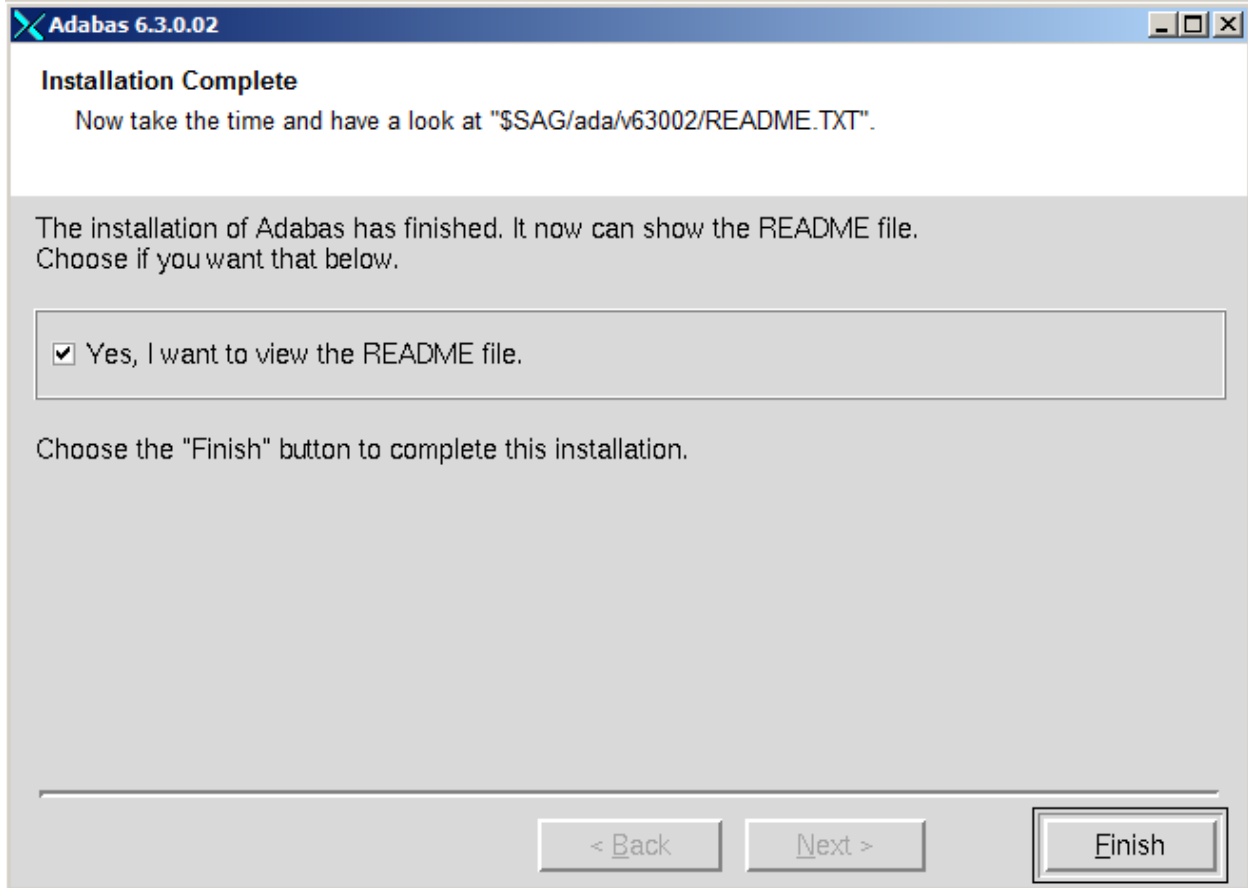 Adabas 6.3.0.02
Installation Complete
Now take the time and have a look at "$SAG/ada/v63002/README.TXT".
The installation of Adabas has finished. It now can show the README file.
Choose if you want that below.
Yes, I want to view the README file.
Choose the "Finish" button to complete this installation.
< Back Next > Finish